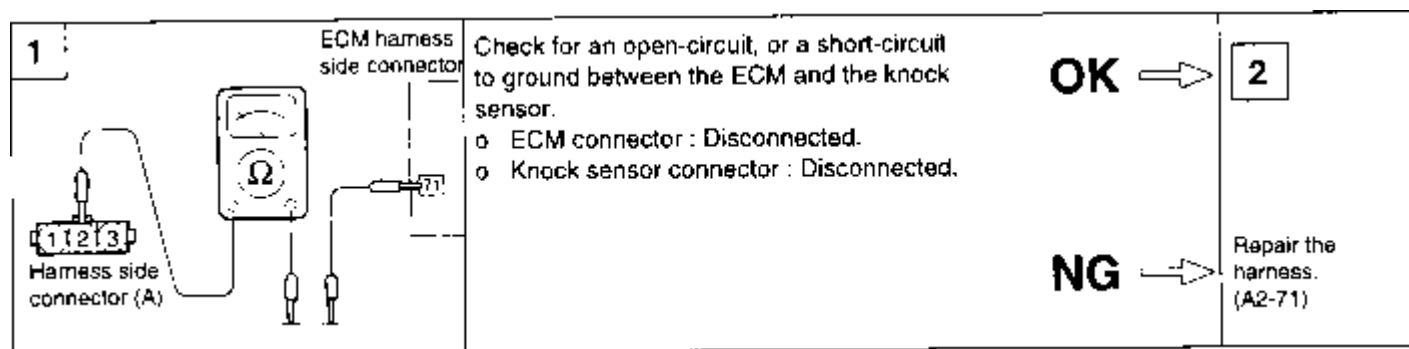 1
ECM harness
side connector
Ω
71
1 2 3
Harness side
connector (A)
Check for an open-circuit, or a short-circuit
to ground between the ECM and the knock
sensor.
o ECM connector : Disconnected.
o Knock sensor connector : Disconnected.
OK
2
NG
Repair the
harness.
(A2-71)